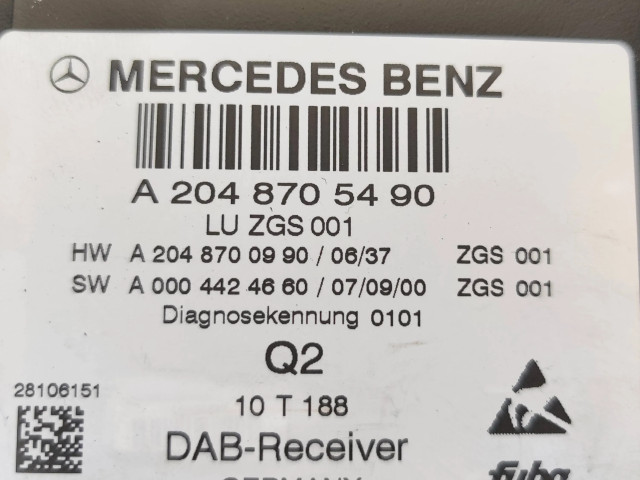 MERCEDES BENZ
A 204 870 54 90
LU ZGS 001
HW A 204 870 09 90 / 06/37 ZGS 001
SW A 000 442 46 60 / 07/09/00 ZGS 001
Diagnosekennung 0101
Q2
28106151
10 T 188
DAB-Receiver
GERMANY
fuba